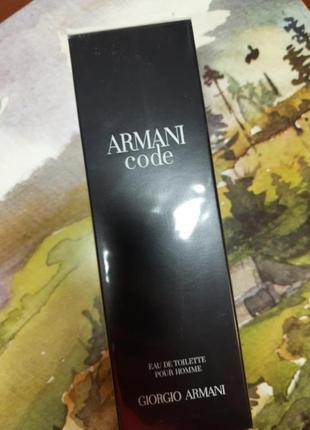 ARMANI
code
EAU DE TOILETTE
POUR HOMME
GIORGIO ARMANI